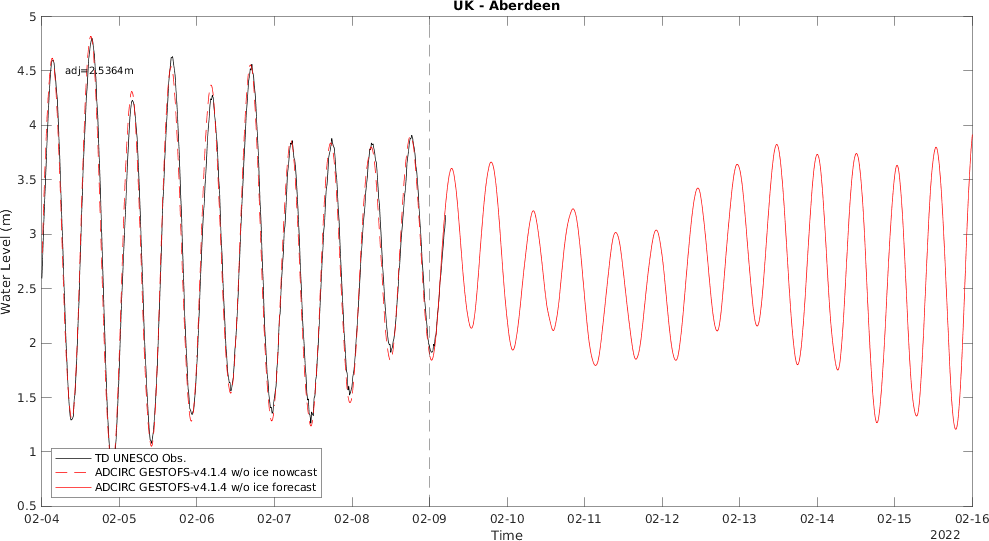 UK - Aberdeen
5
4.5
4
3.5
3
2.5
2
1.5
1
0.5
Water Level (m)
adj=2.5364m
TD UNESCO Obs.
ADCIRC GESTOFS-v4.1.4 w/o ice nowcast
ADCIRC GESTOFS-v4.1.4 w/o ice forecast
02-04 02-05 02-06 02-07 02-08 02-09 02-10 02-11 02-12 02-13 02-14 02-15 02-16
Time
2022